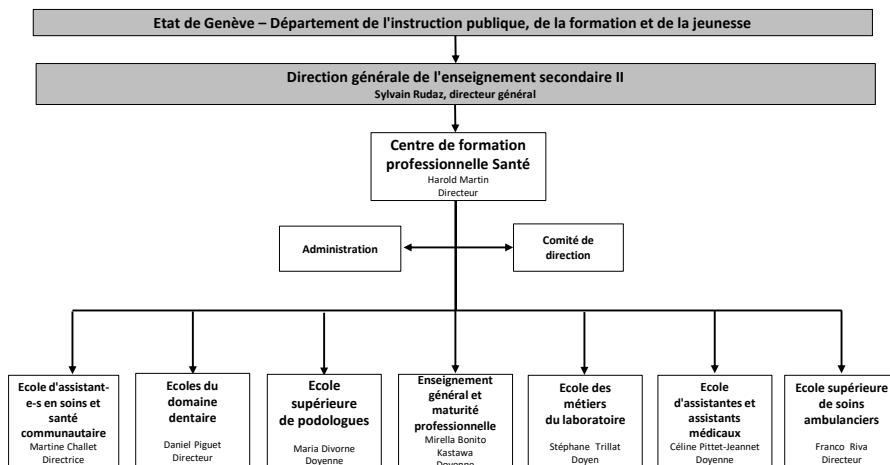 Etat de Genève – Département de l'instruction publique, de la formation et de la jeunesse
Direction générale de l'enseignement secondaire II
Sylvain Rudaz, directeur général
Centre de formation
professionnelle Santé
Harold Martin
Directeur
Administration
Comité de
direction
Ecole d'assistant-
e-s en soins et
santé
communautaire
Martine Challet
Directrice
Ecoles du
domaine
dentaire
Daniel Piguet
Directeur
Ecole
supérieure
de podologues
Maria Divorne
Doyenne
Enseignement
général et
maturité
professionnelle
Mirella Bonito
Kastawa
Doyenne
Ecole des
métiers
du laboratoire
Stéphane Trillat
Doyen
Ecole
d'assistantes et
assistants
médicaux
Céline Pittet-Jeannet
Doyenne
Ecole supérieure
de soins
ambulanciers
Franco Riva
Directeur